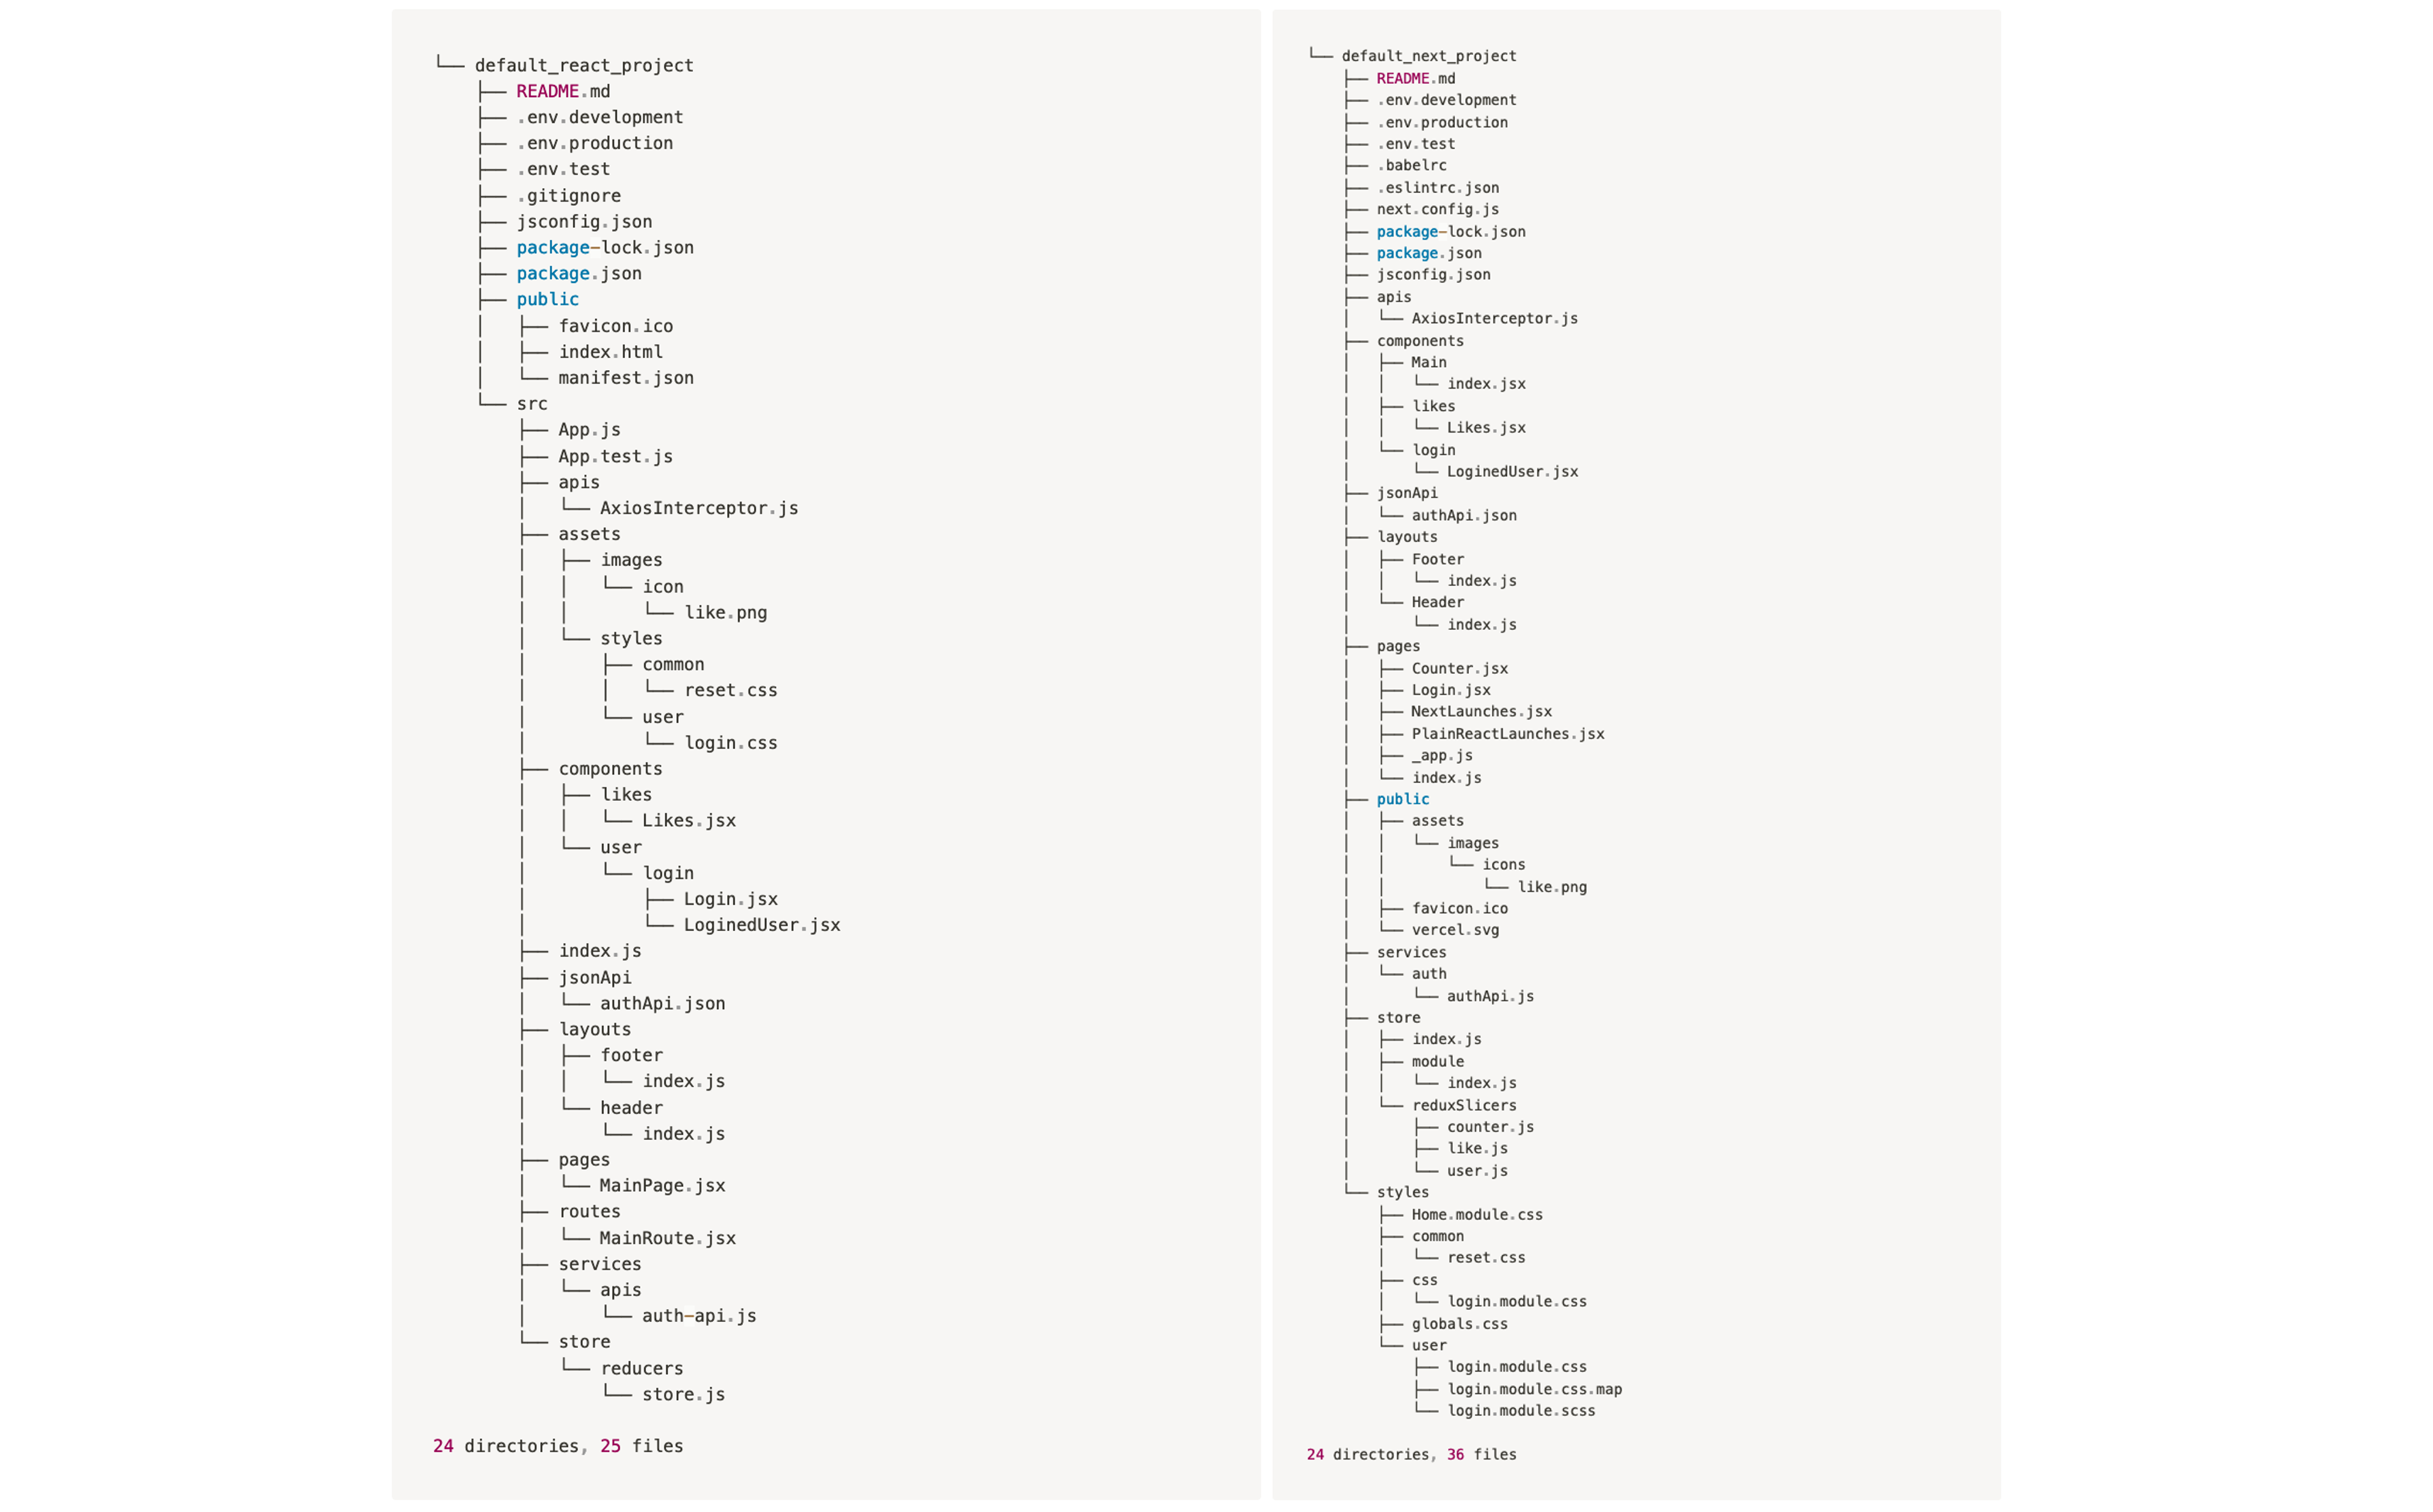 └── default_react_project
    ├── README.md
    ├── .env.development
    ├── .env.production
    ├── .env.test
    ├── .gitignore
    ├── jsconfig.json
    ├── package-lock.json
    ├── package.json
    ├── public
    │   ├── favicon.ico
    │   ├── index.html
    │   └── manifest.json
    └── src
        ├── App.js
        ├── App.test.js
        ├── apis
        │   └── AxiosInterceptor.js
        ├── assets
        │   ├── images
        │   │   └── icon
        │   │       └── like.png
        │   └── styles
        │       ├── common
        │       │   └── reset.css
        │       └── user
        │           └── login.css
        ├── components
        │   ├── likes
        │   │   └── Likes.jsx
        │   └── user
        │       └── login
        │           ├── Login.jsx
        │           └── LoginedUser.jsx
        ├── index.js
        ├── jsonApi
        │   └── authApi.json
        ├── layouts
        │   ├── footer
        │   │   └── index.js
        │   └── header
        │       └── index.js
        ├── pages
        │   └── MainPage.jsx
        ├── routes
        │   └── MainRoute.jsx
        ├── services
        │   └── apis
        │       └── auth-api.js
        └── store
            └── reducers
                └── store.js
24 directories, 25 files
└── default_next_project
    ├── README.md
    ├── .env.development
    ├── .env.production
    ├── .env.test
    ├── .babelrc
    ├── .eslintrc.json
    ├── next.config.js
    ├── package-lock.json
    ├── package.json
    ├── jsconfig.json
    ├── apis
    │   └── AxiosInterceptor.js
    ├── components
    │   ├── Main
    │   │   └── index.jsx
    │   ├── likes
    │   │   └── Likes.jsx
    │   └── login
    │       └── LoginedUser.jsx
    ├── jsonApi
    │   └── authApi.json
    ├── layouts
    │   ├── Footer
    │   │   └── index.js
    │   └── Header
    │       └── index.js
    ├── pages
    │   ├── Counter.jsx
    │   ├── Login.jsx
    │   ├── NextLaunches.jsx
    │   ├── PlainReactLaunches.jsx
    │   ├── _app.js
    │   └── index.js
    ├── public
    │   ├── assets
    │   │   └── images
    │   │       └── icons
    │   │           └── like.png
    │   ├── favicon.ico
    │   └── vercel.svg
    ├── services
    │   └── auth
    │       └── authApi.js
    ├── store
    │   ├── index.js
    │   ├── module
    │   │   └── index.js
    │   └── reduxSlicers
    │       ├── counter.js
    │       ├── like.js
    │       └── user.js
    └── styles
        ├── Home.module.css
        ├── common
        │   └── reset.css
        ├── css
        │   └── login.module.css
        ├── globals.css
        └── user
            ├── login.module.css
            ├── login.module.css.map
            └── login.module.scss
24 directories, 36 files